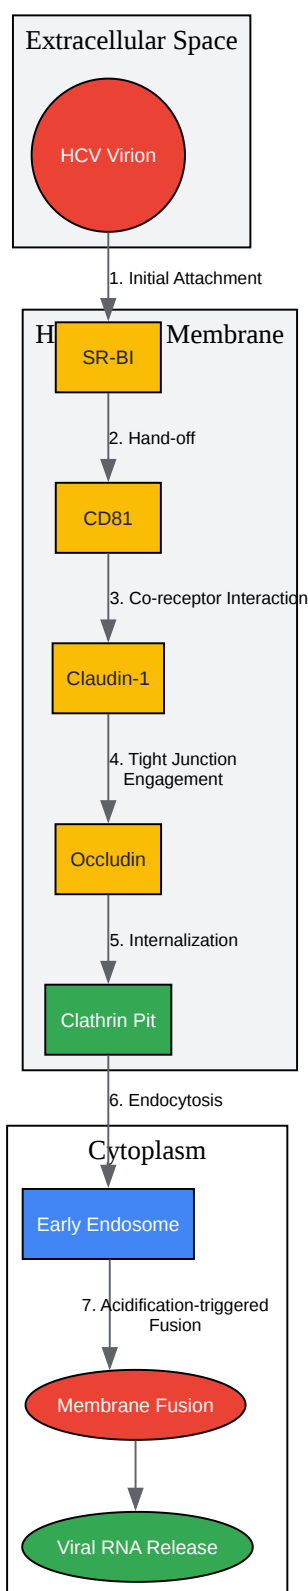 Extracellular Space
HCV Virion
1. Initial Attachment
H Membrane
SR-BI
2. Hand-off
CD81
3. Co-receptor Interaction
Claudin-1
4. Tight Junction
Engagement
Occludin
5. Internalization
Clathrin Pit
6. Endocytosis
Cytoplasm
Early Endosome
7. Acidification-triggered
Fusion
Membrane Fusion
Viral RNA Release